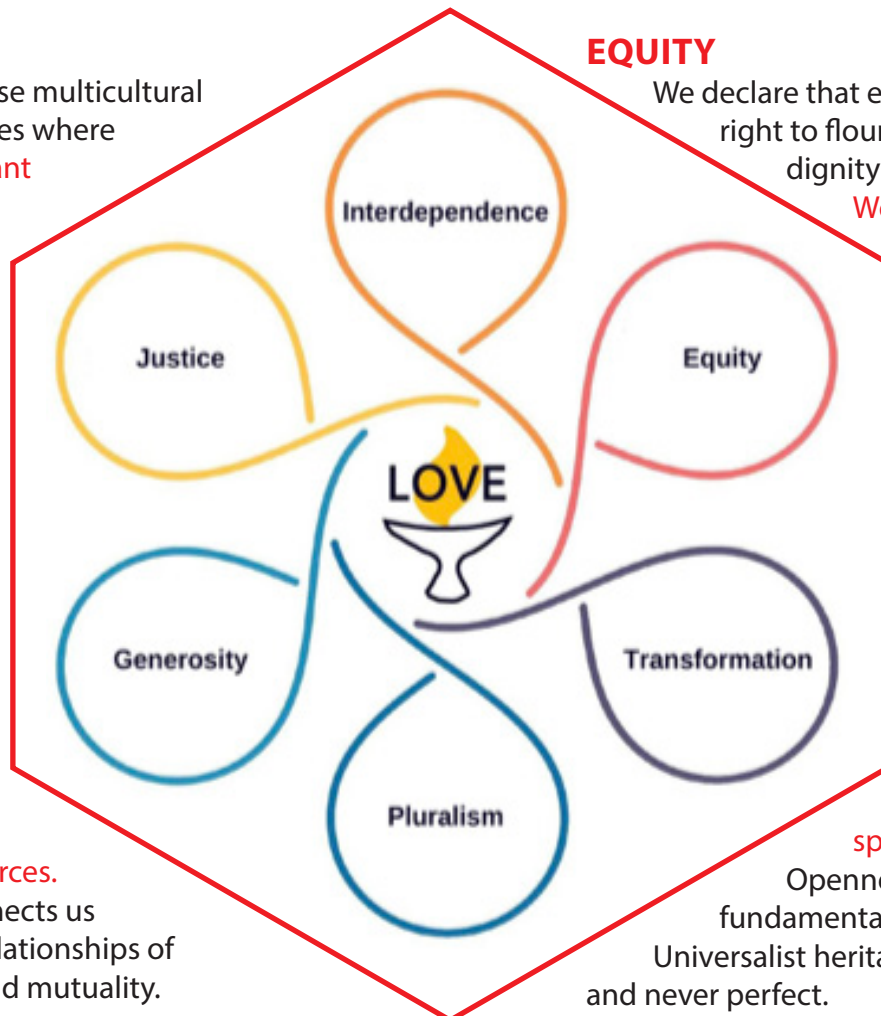 se multicultural
es where
ant
EQUITY
We declare that e
right to flour
dignity
We
Interdependence
Justice
Equity
LOVE
Generosity
Transformation
Pluralism
rces.
nects us
lationships of
d mutuality.
sp
Openne
fundamenta
Universalist herita
and never perfect.